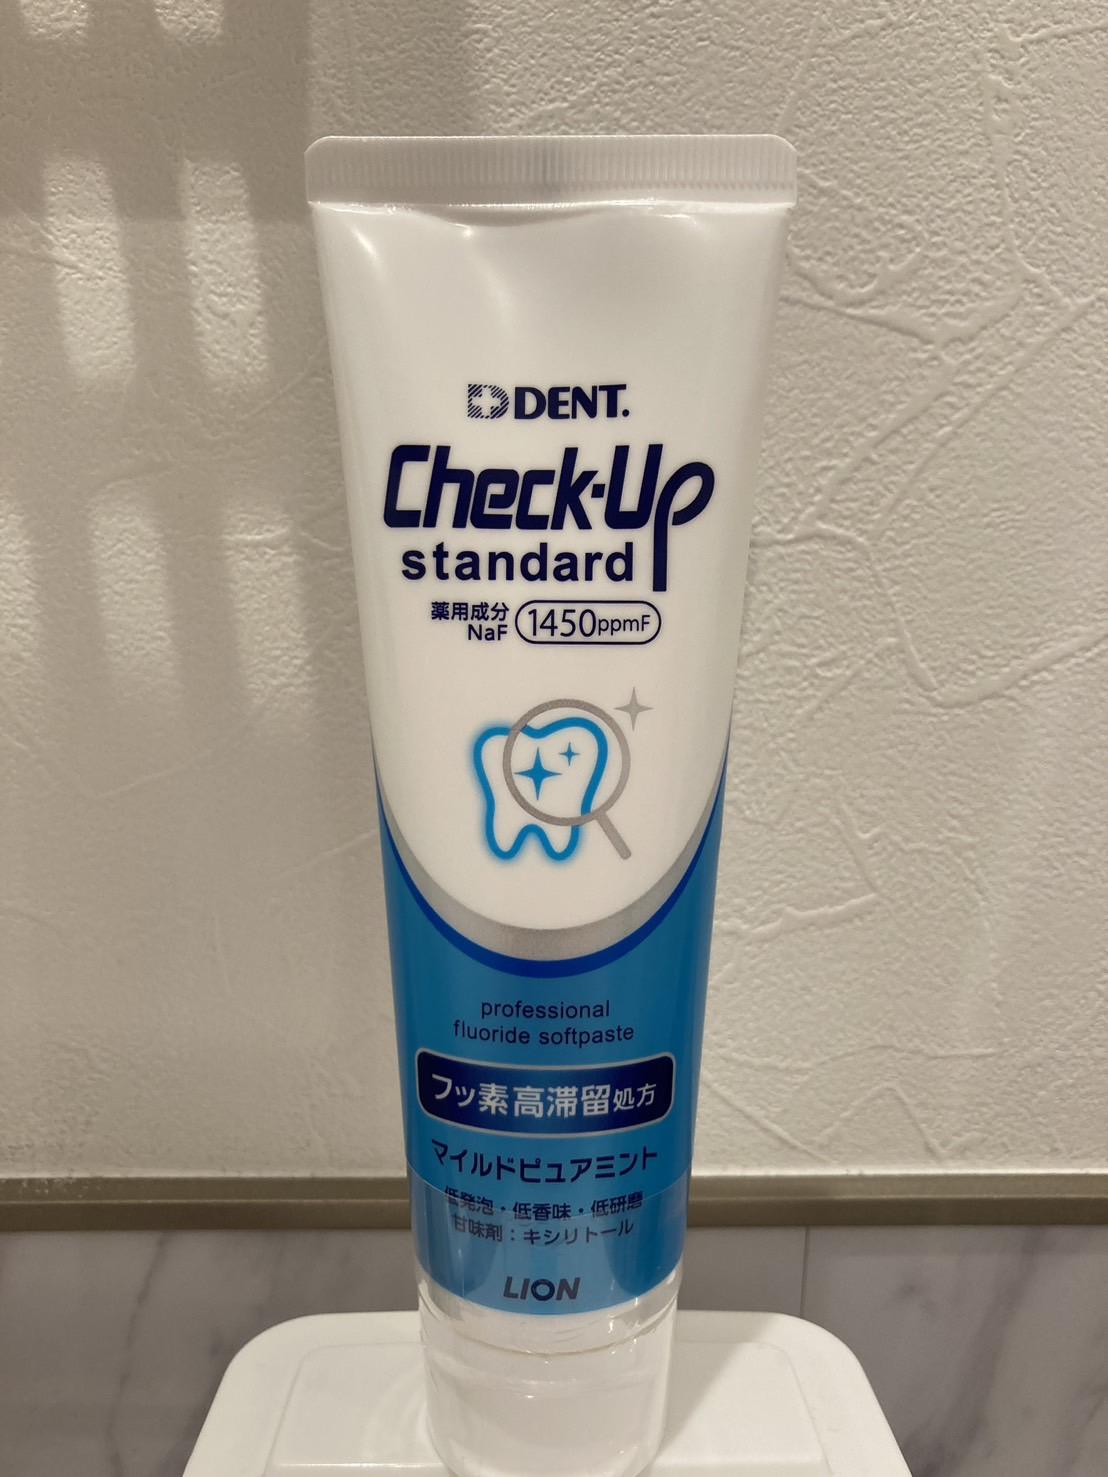 DENT.
Check-Up
standard
薬用成分
NaF 1450ppmF
professional
fluoride softpaste
フッ素高滞留処方
マイルドピュアミント
低発泡・低香味・低研磨
甘味剤：キシリトール
LION